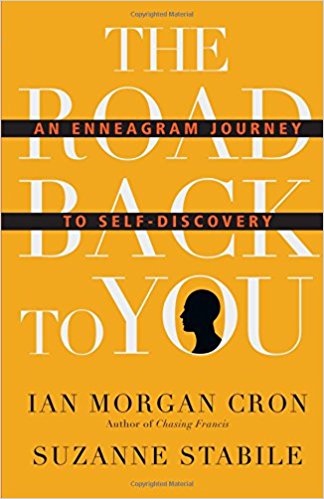 THE
ROAD
AN ENNEAGRAM JOURNEY
BACK
TO SELF-DISCOVERY
TO YOU
IAN MORGAN CRON
Author of Chasing Francis
SUZANNE STABILE